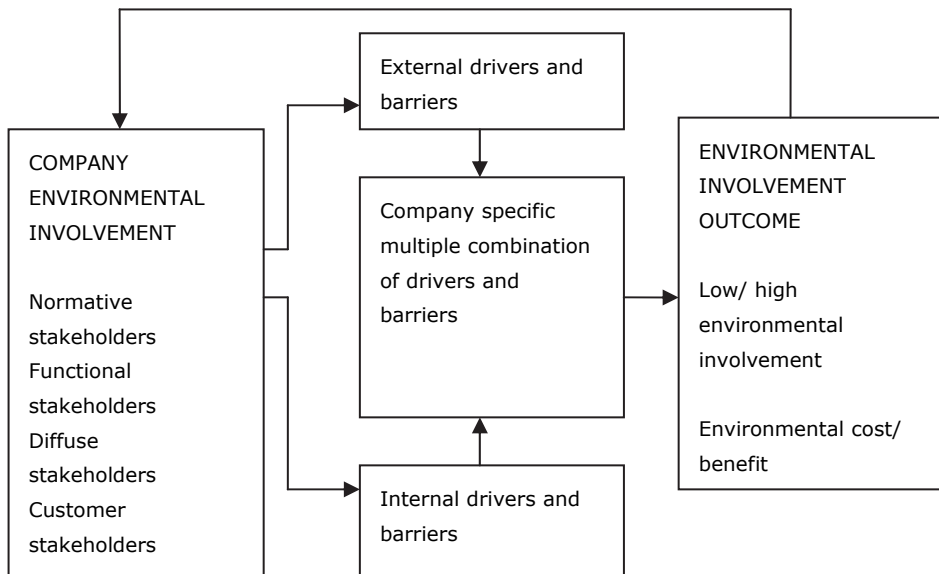 COMPANY
ENVIRONMENTAL
INVOLVEMENT
Normative
stakeholders
Functional
stakeholders
Diffuse
stakeholders
Customer
stakeholders
External drivers and
barriers
Company specific
multiple combination
of drivers and
barriers
Internal drivers and
barriers
ENVIRONMENTAL
INVOLVEMENT
OUTCOME
Low/ high
environmental
involvement
Environmental cost/
benefit